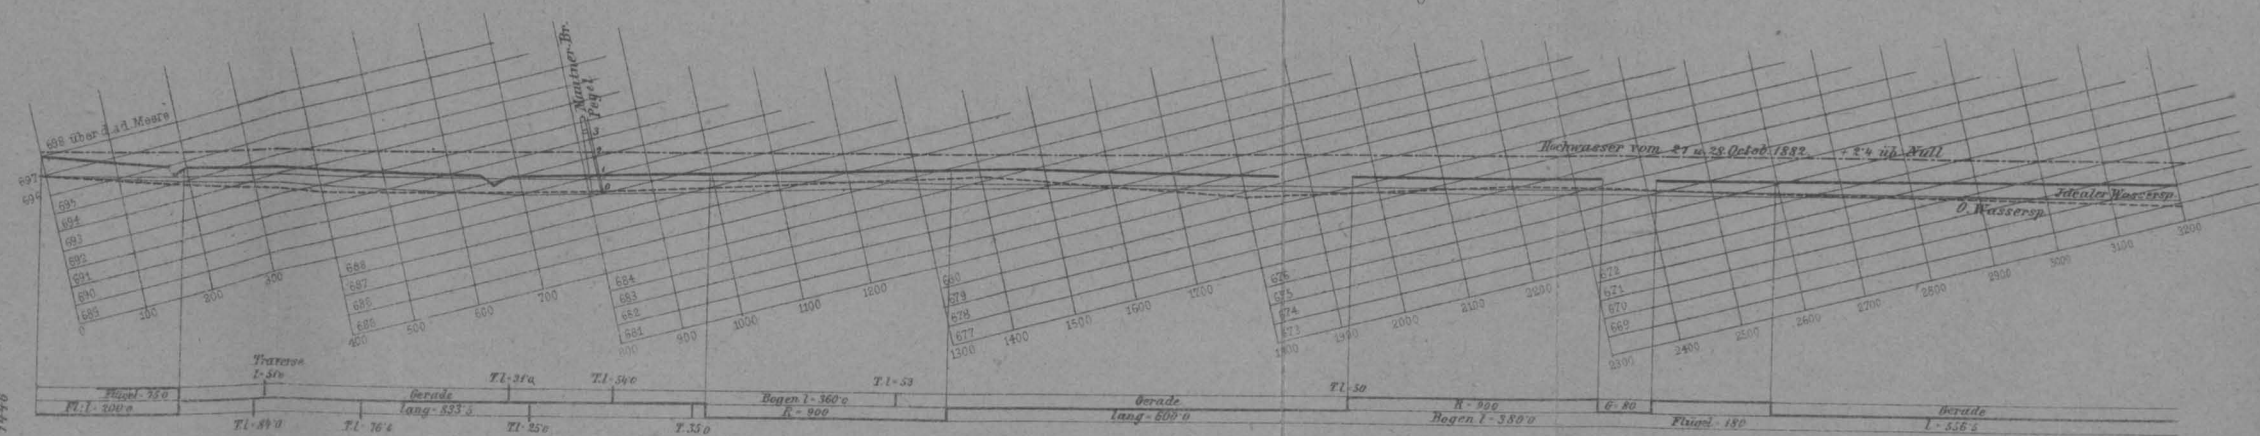 698 über d. ad. Meere
Mautner-Br.
Pegel
3
2
1
0
Hochwasser vom 27 u. 28. Octob. 1882. + 2·4 üb. Null
Idealer Wassersp.
0. Wassersp.
697
696
695
694
693
692
691
690
689
688
687
686
685
684
683
682
681
680
679
678
677
676
675
674
673
672
671
670
669
0
100
200
300
400
500
600
700
800
900
1000
1100
1200
1300
1400
1500
1600
1700
1800
1900
2000
2100
2200
2300
2400
2500
2600
2700
2800
2900
3000
3100
3200
Traverse
l = 51·0
T.l = 31·0
T.l = 54·0
T.l = 53
T.l = 50
Flügel = 75·0
Gerade
Bogen l = 360·0
Gerade
R = 900
G = 80
Gerade
Fl: l = 200·0
lang = 833·5
R = 900
lang = 600·0
Bogen l = 380·0
Flügel = 180
l = 556·5
T.l = 84·0
T.l = 76·0
T.l = 25·0
T. 35·0